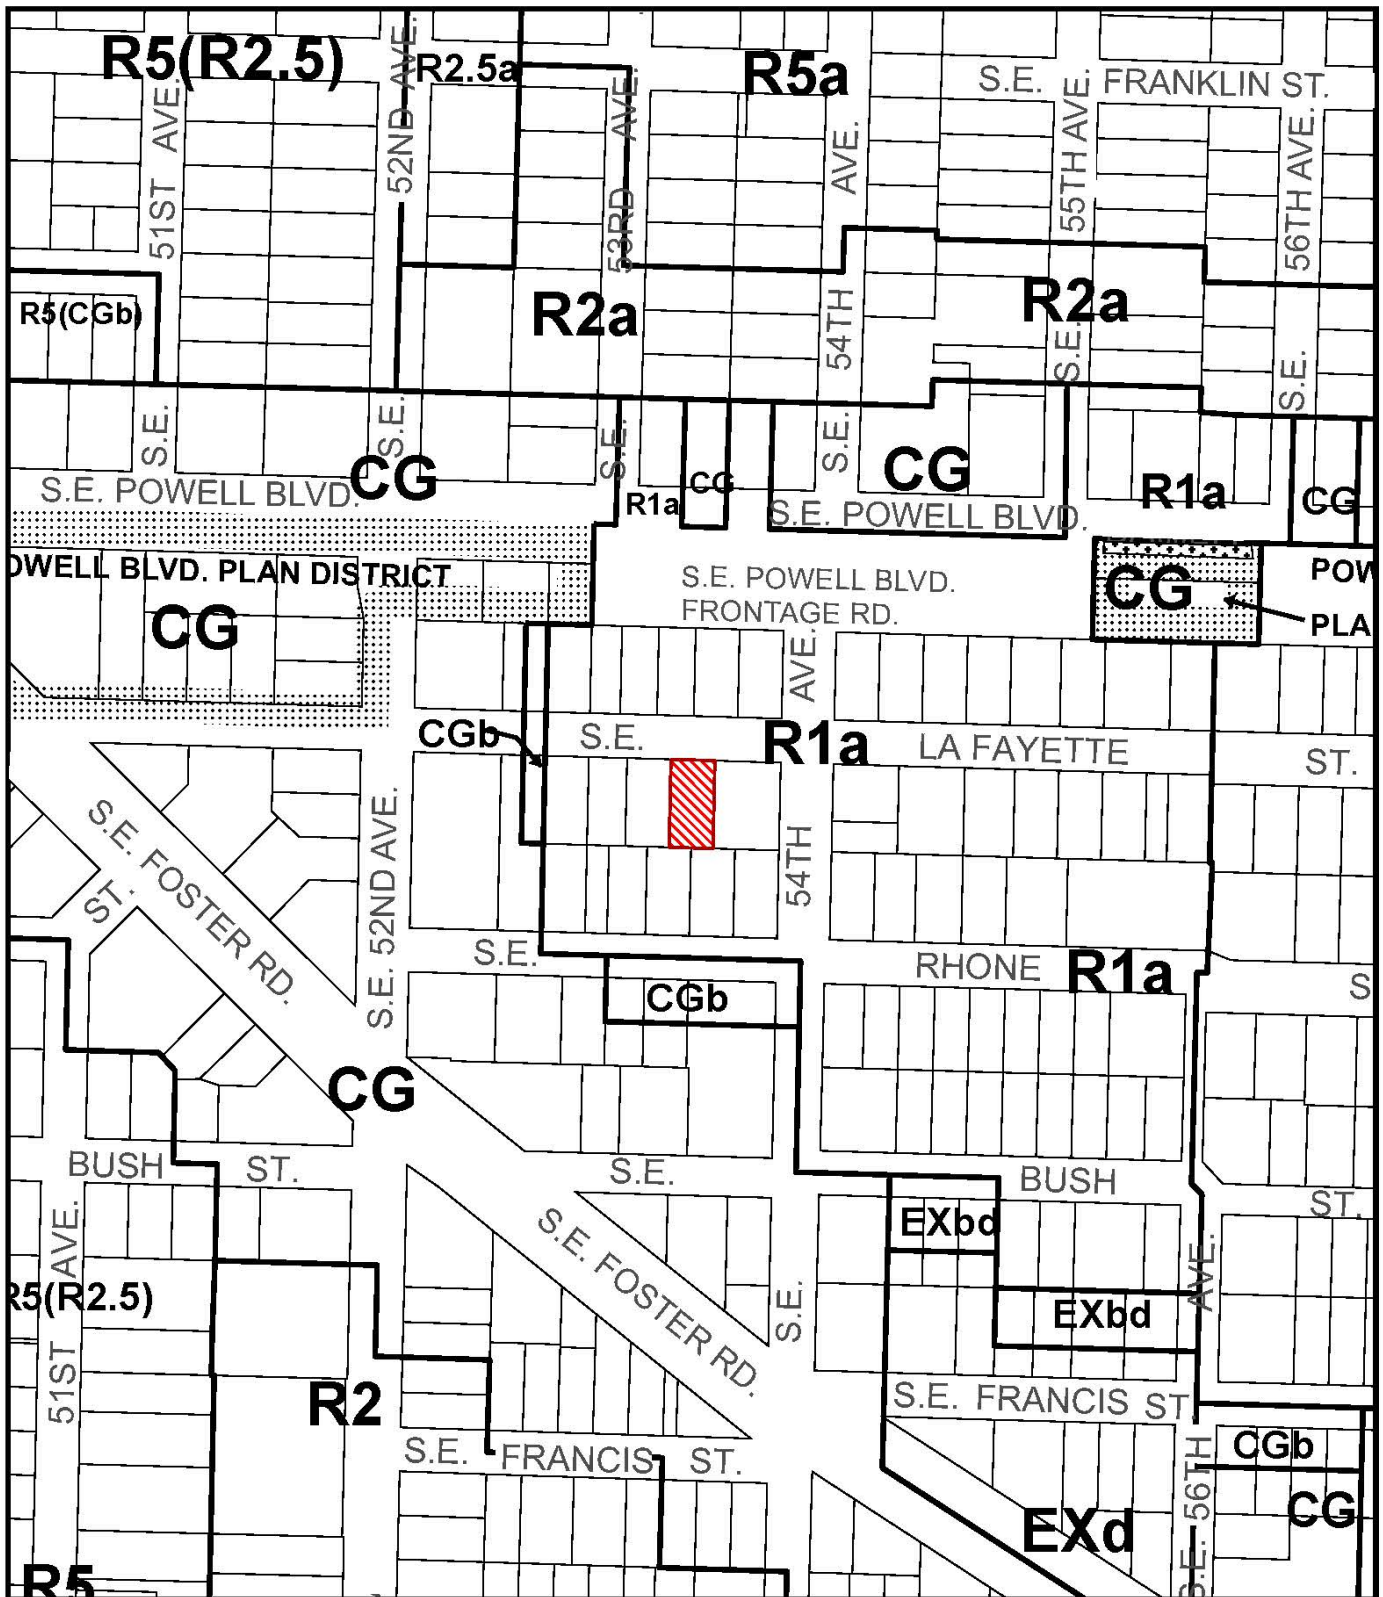 R5(R2.5)
51ST AVE.
S.E.
52ND AVE.
S.E.
R2.5a
53RD AVE.
S.E.
R5a
54TH AVE.
S.E.
S.E. FRANKLIN ST.
55TH AVE.
S.E.
56TH AVE.
S.E.
R5(CGb)
R2a
R2a
CG
CG
R1a
CG
R1a
CG
S.E. POWELL BLVD.
S.E. POWELL BLVD.
OWELL BLVD. PLAN DISTRICT
CG
S.E. POWELL BLVD.
FRONTAGE RD.
CG
POW
PLA
AVE.
CGb
S.E.
R1a
LA FAYETTE
ST.
S.E. FOSTER RD.
ST.
S.E. 52ND AVE.
54TH
S.E.
RHONE
R1a
S
CGb
CG
BUSH
ST.
S.E.
BUSH
ST.
51ST AVE.
S.E. FOSTER RD.
S.E.
EXbd
EXbd
AVE.
R5(R2.5)
R2
S.E. FRANCIS ST
S.E. FRANCIS ST.
CGb
CG
S.E. 56TH
EXd
R5